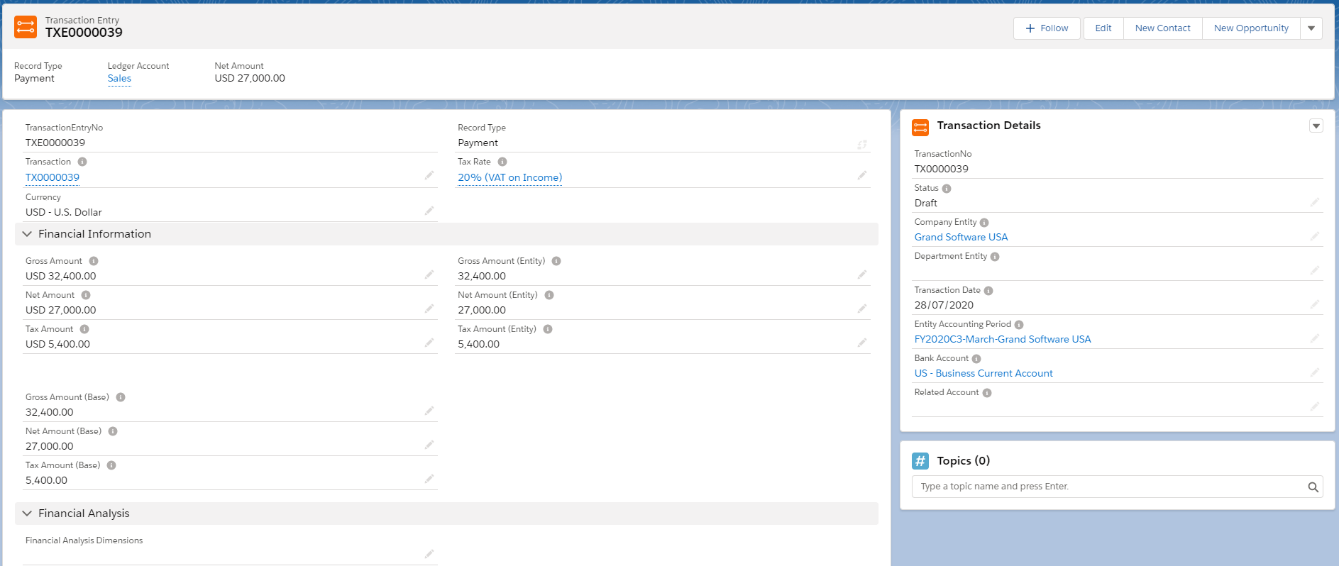 Transaction Entry
TXE0000039
Follow
Edit
New Contact
New Opportunity
Record Type
Ledger Account
Net Amount
Payment
Sales
USD 27,000.00
TransactionEntryNo
TXE0000039
Record Type
Payment
Transaction
TX0000039
Tax Rate
20% (VAT on Income)
Currency
USD - U.S. Dollar
Financial Information
Gross Amount
USD 32,400.00
Gross Amount (Entity)
32,400.00
Net Amount
USD 27,000.00
Net Amount (Entity)
27,000.00
Tax Amount
USD 5,400.00
Tax Amount (Entity)
5,400.00
Gross Amount (Base)
32,400.00
Net Amount (Base)
27,000.00
Tax Amount (Base)
5,400.00
Financial Analysis
Financial Analysis Dimensions
Transaction Details
TransactionNo
TX0000039
Status
Draft
Company Entity
Grand Software USA
Department Entity
Transaction Date
28/07/2020
Entity Accounting Period
FY2020C3-March-Grand Software USA
Bank Account
US - Business Current Account
Related Account
# Topics (0)
Type a topic name and press Enter.